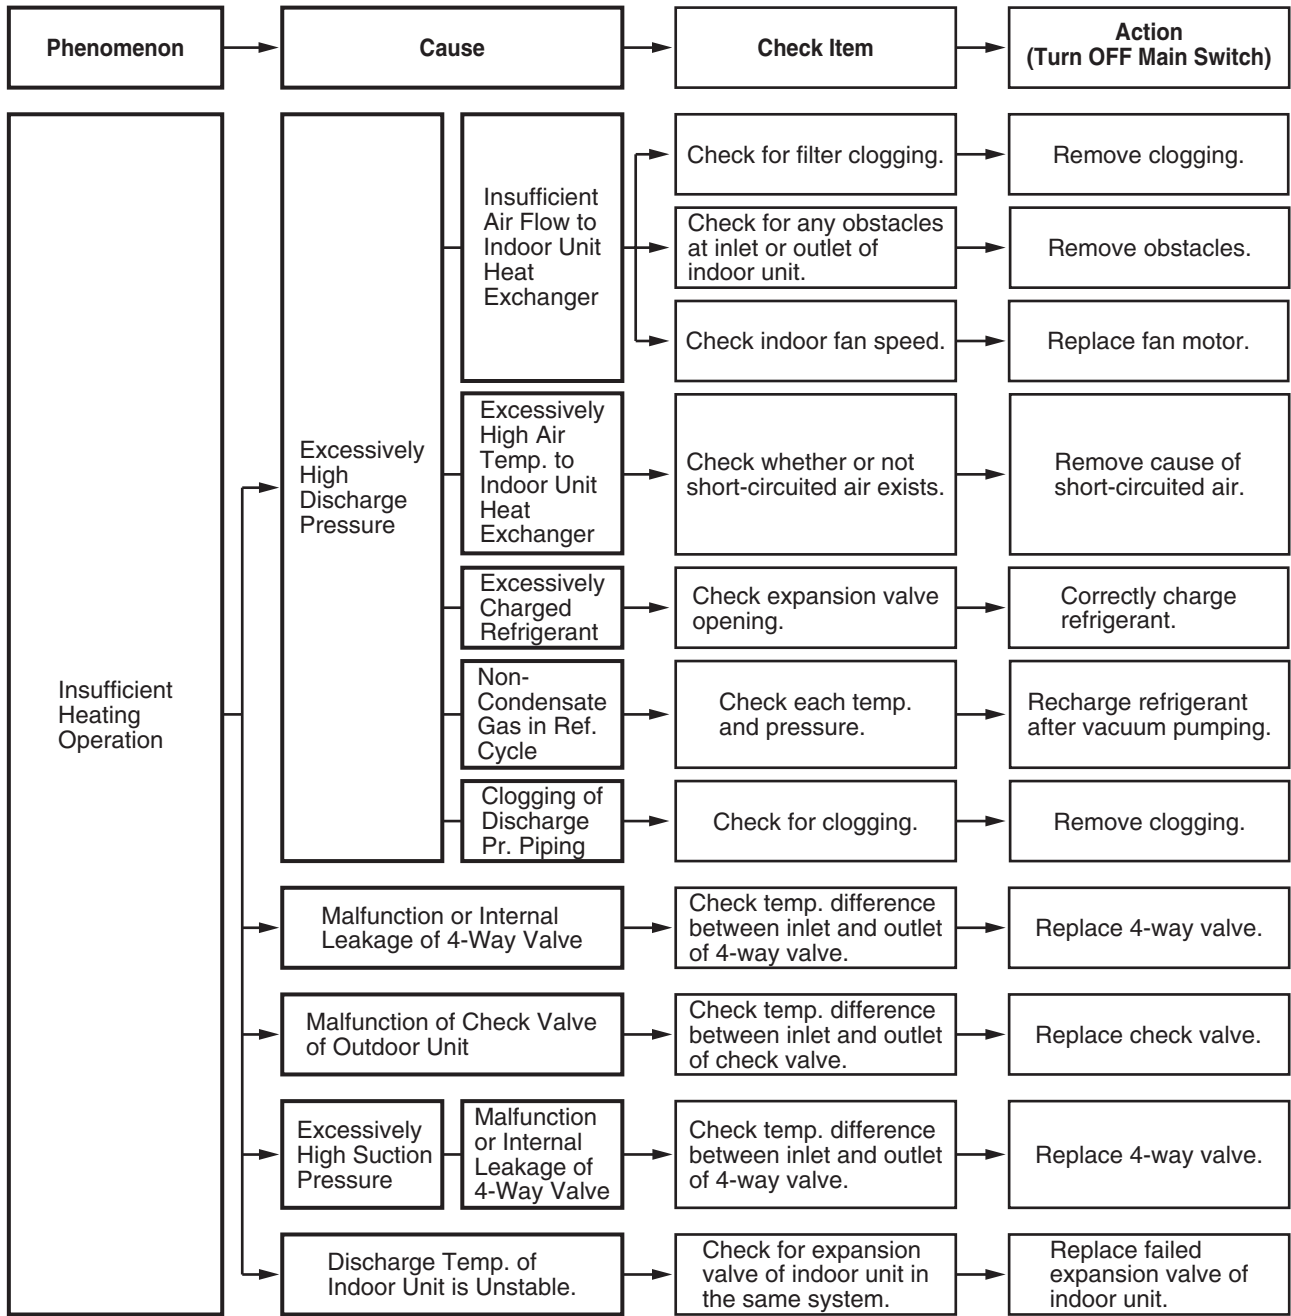 Phenomenon
Cause
Check Item
Action
(Turn OFF Main Switch)
Insufficient
Heating
Operation
Excessively
High
Discharge
Pressure
Insufficient
Air Flow to
Indoor Unit
Heat
Exchanger
Check for filter clogging.
Remove clogging.
Check for any obstacles
at inlet or outlet of
indoor unit.
Remove obstacles.
Check indoor fan speed.
Replace fan motor.
Excessively
High Air
Temp. to
Indoor Unit
Heat
Exchanger
Check whether or not
short-circuited air exists.
Remove cause of
short-circuited air.
Excessively
Charged
Refrigerant
Check expansion valve
opening.
Correctly charge
refrigerant.
Non-
Condensate
Gas in Ref.
Cycle
Check each temp.
and pressure.
Recharge refrigerant
after vacuum pumping.
Clogging of
Discharge
Pr. Piping
Check for clogging.
Remove clogging.
Malfunction or Internal
Leakage of 4-Way Valve
Check temp. difference
between inlet and outlet
of 4-way valve.
Replace 4-way valve.
Malfunction of Check Valve
of Outdoor Unit
Check temp. difference
between inlet and outlet
of check valve.
Replace check valve.
Excessively
High Suction
Pressure
Malfunction
or Internal
Leakage of
4-Way Valve
Check temp. difference
between inlet and outlet
of 4-way valve.
Replace 4-way valve.
Discharge Temp. of
Indoor Unit is Unstable.
Check for expansion
valve of indoor unit in
the same system.
Replace failed
expansion valve of
indoor unit.